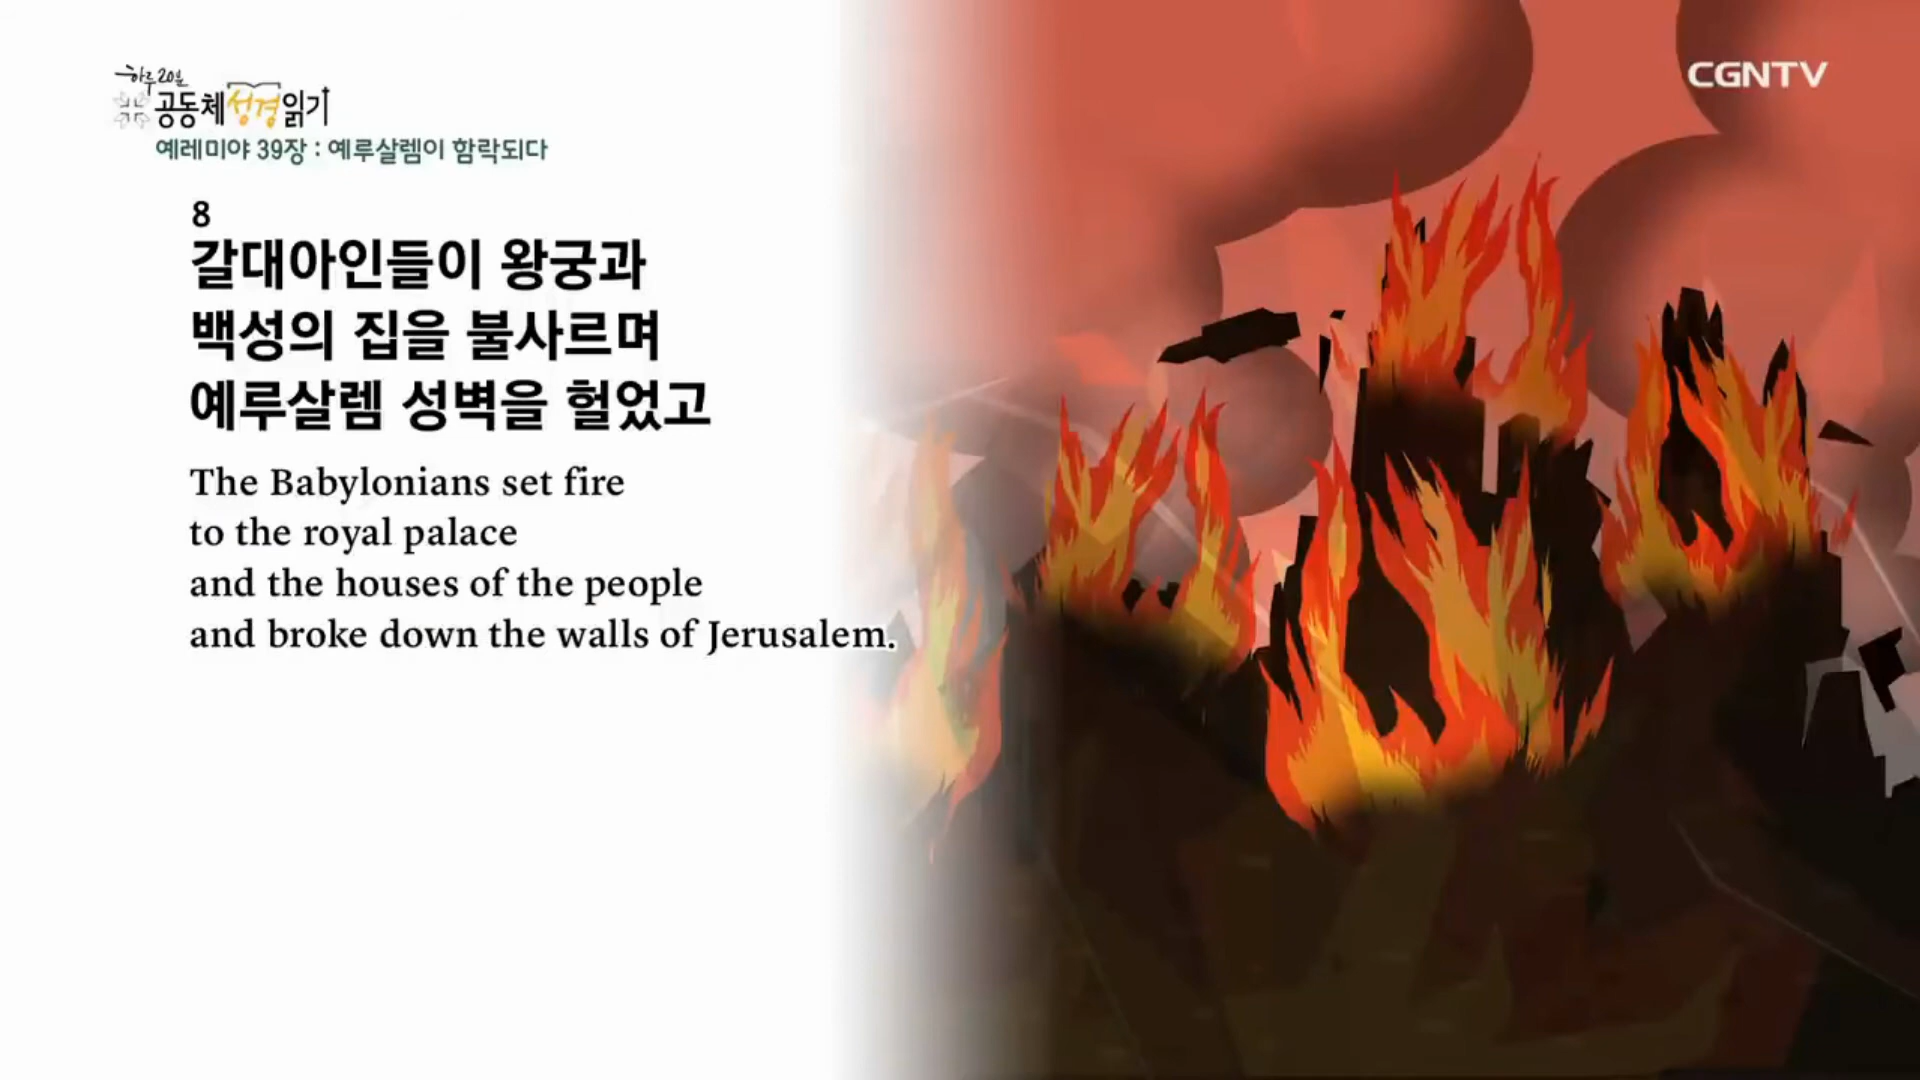 하루 20분
공동체성경읽기
CGNTV
예레미야 39장 : 예루살렘이 함락되다
8
갈대아인들이 왕궁과
백성의 집을 불사르며
예루살렘 성벽을 헐었고
The Babylonians set fire
to the royal palace
and the houses of the people
and broke down the walls of Jerusalem.